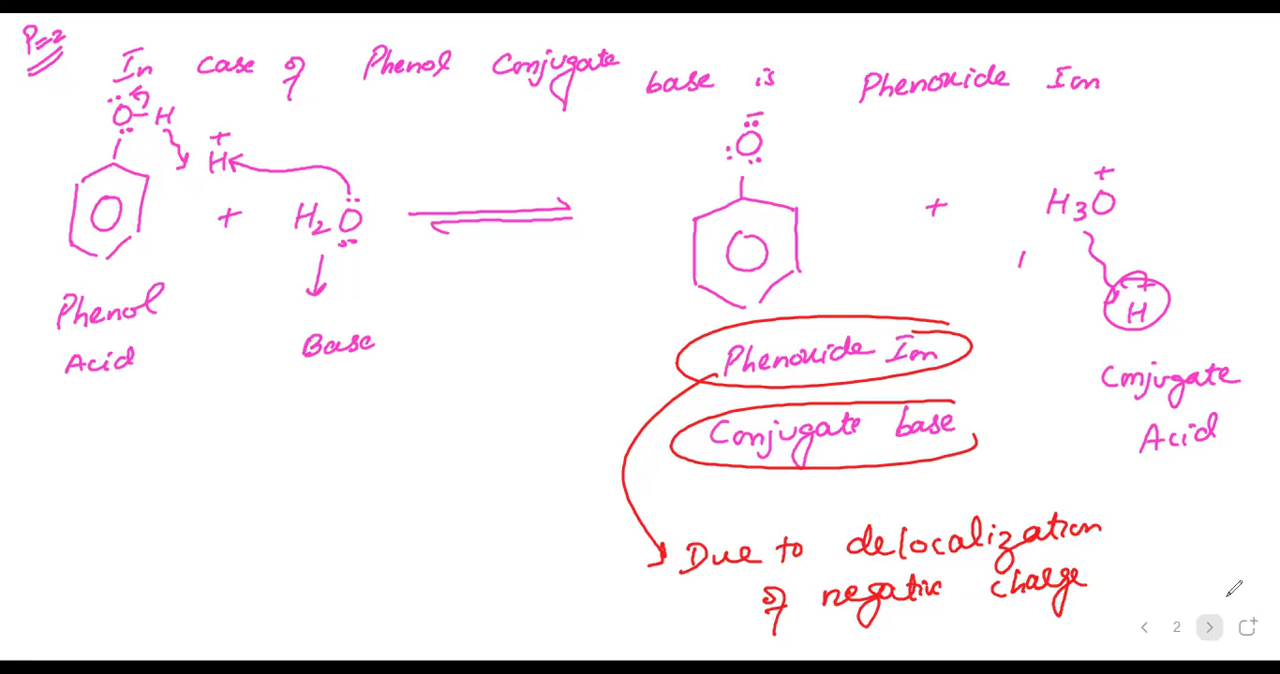 P=2
In case of Phenol Conjugate base is Phenoxide Ion
O-H
H+
+ H2O
O-
+ H3O+
H+
Phenol
Acid
Base
Phenoxide Ion
Conjugate base
Conjugate
Acid
Due to delocalization
of negative charge
2